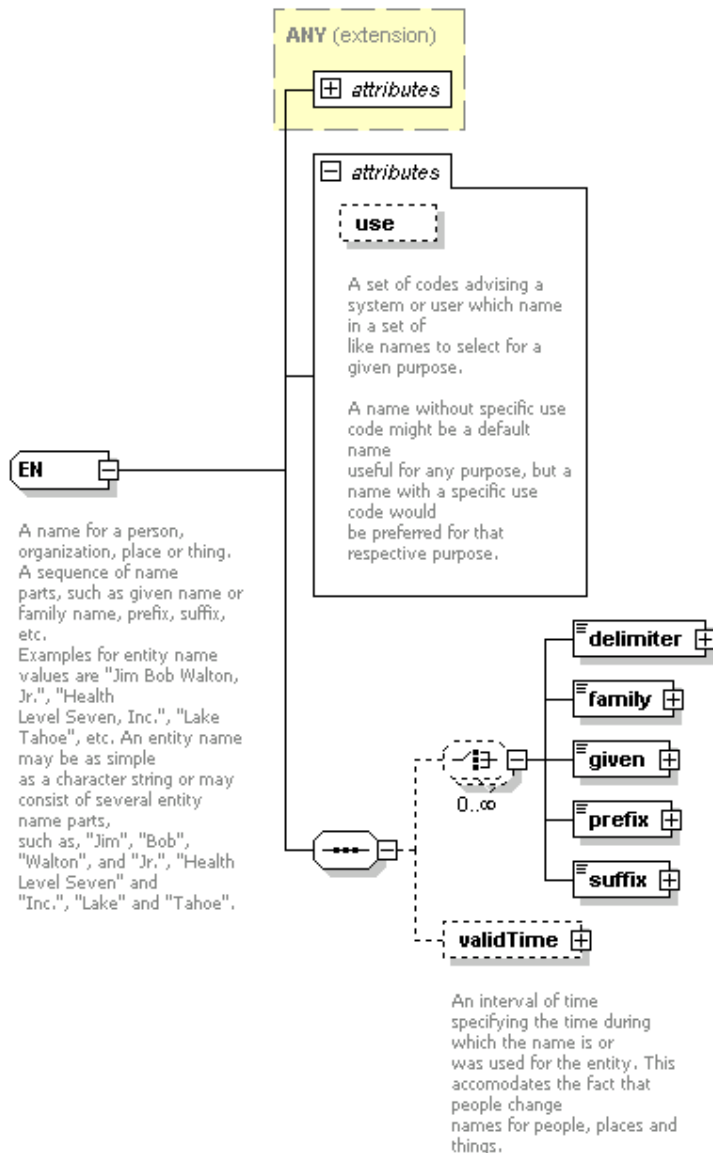 ANY (extension)
attributes
attributes
use
A set of codes advising a
system or user which name
in a set of
like names to select for a
given purpose.
A name without specific use
code might be a default
name
useful for any purpose, but a
name with a specific use
code would
be preferred for that
respective purpose.
EN
A name for a person,
organization, place or thing.
A sequence of name
parts, such as given name or
family name, prefix, suffix,
etc.
Examples for entity name
values are "Jim Bob Walton,
Jr.", "Health
Level Seven, Inc.", "Lake
Tahoe", etc. An entity name
may be as simple
as a character string or may
consist of several entity
name parts,
such as, "Jim", "Bob",
"Walton", and "Jr.", "Health
Level Seven" and
"Inc.", "Lake" and "Tahoe".
delimiter
family
given
0..∞
prefix
suffix
validTime
An interval of time
specifying the time during
which the name is or
was used for the entity. This
accomodates the fact that
people change
names for people, places and
things.